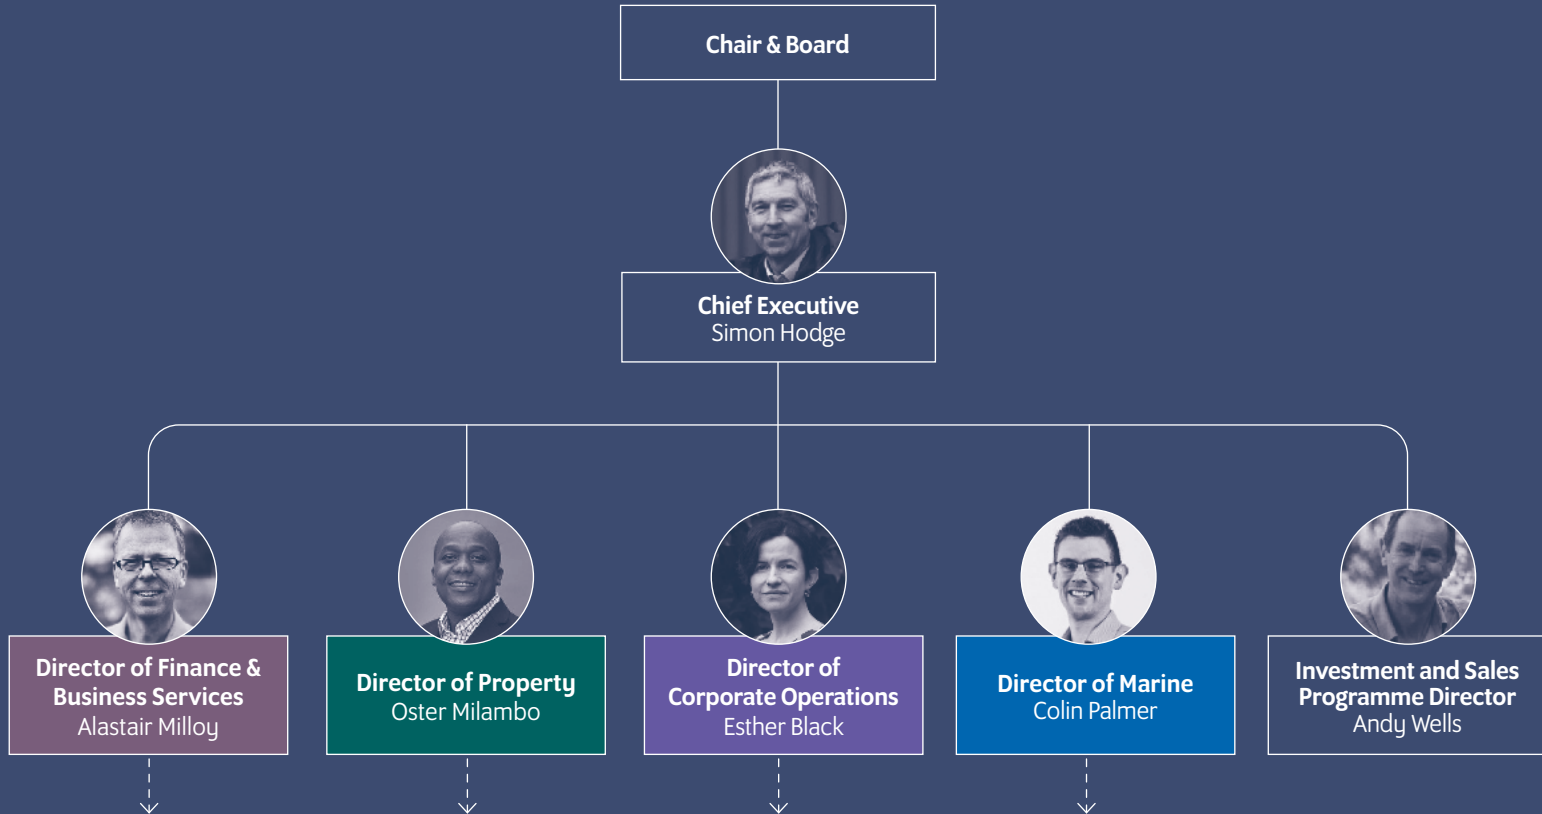 Chair & Board
Chief Executive
Simon Hodge
Director of Finance &
Business Services
Alastair Milloy
Director of Property
Oster Milambo
Director of
Corporate Operations
Esther Black
Director of Marine
Colin Palmer
Investment and Sales
Programme Director
Andy Wells